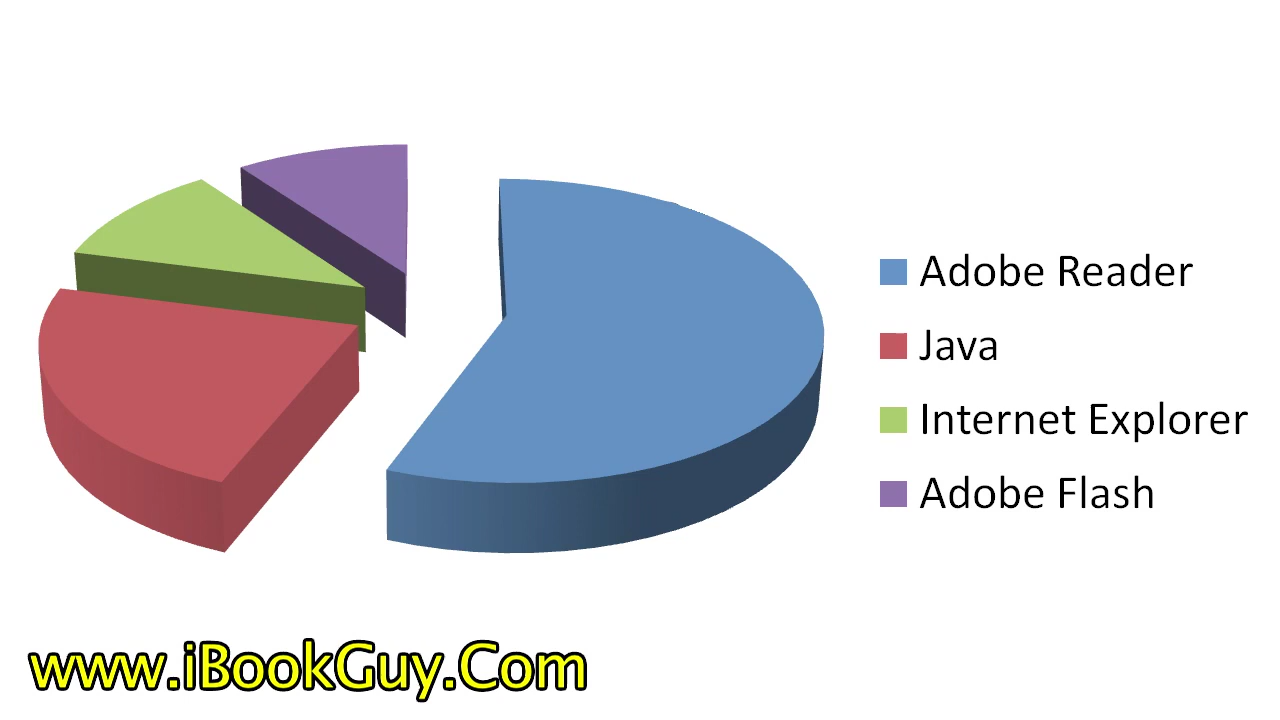 Adobe Reader
Java
Internet Explorer
Adobe Flash
www.iBookGuy.Com